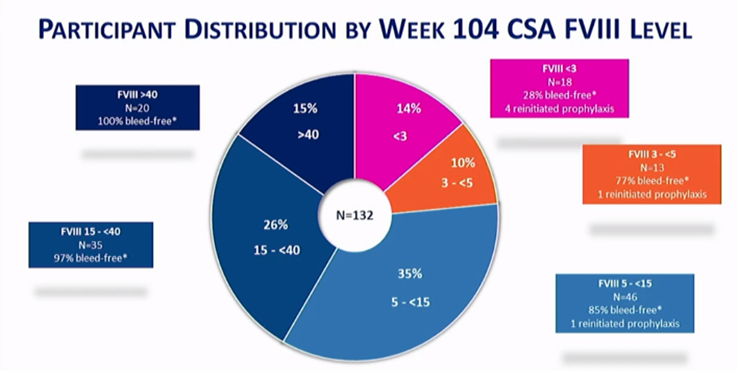 PARTICIPANT DISTRIBUTION BY WEEK 104 CSA FVIII LEVEL
FVIII >40
N=20
100% bleed-free*
FVIII <3
N=18
28% bleed-free*
4 reinitiated prophylaxis
15%
>40
14%
<3
FVIII 3 - <5
N=13
77% bleed-free*
1 reinitiated prophylaxis
10%
3 - <5
N=132
FVIII 15 - <40
N=35
97% bleed-free*
26%
15 - <40
35%
5 - <15
FVIII 5 - <15
N=46
85% bleed-free*
1 reinitiated prophylaxis